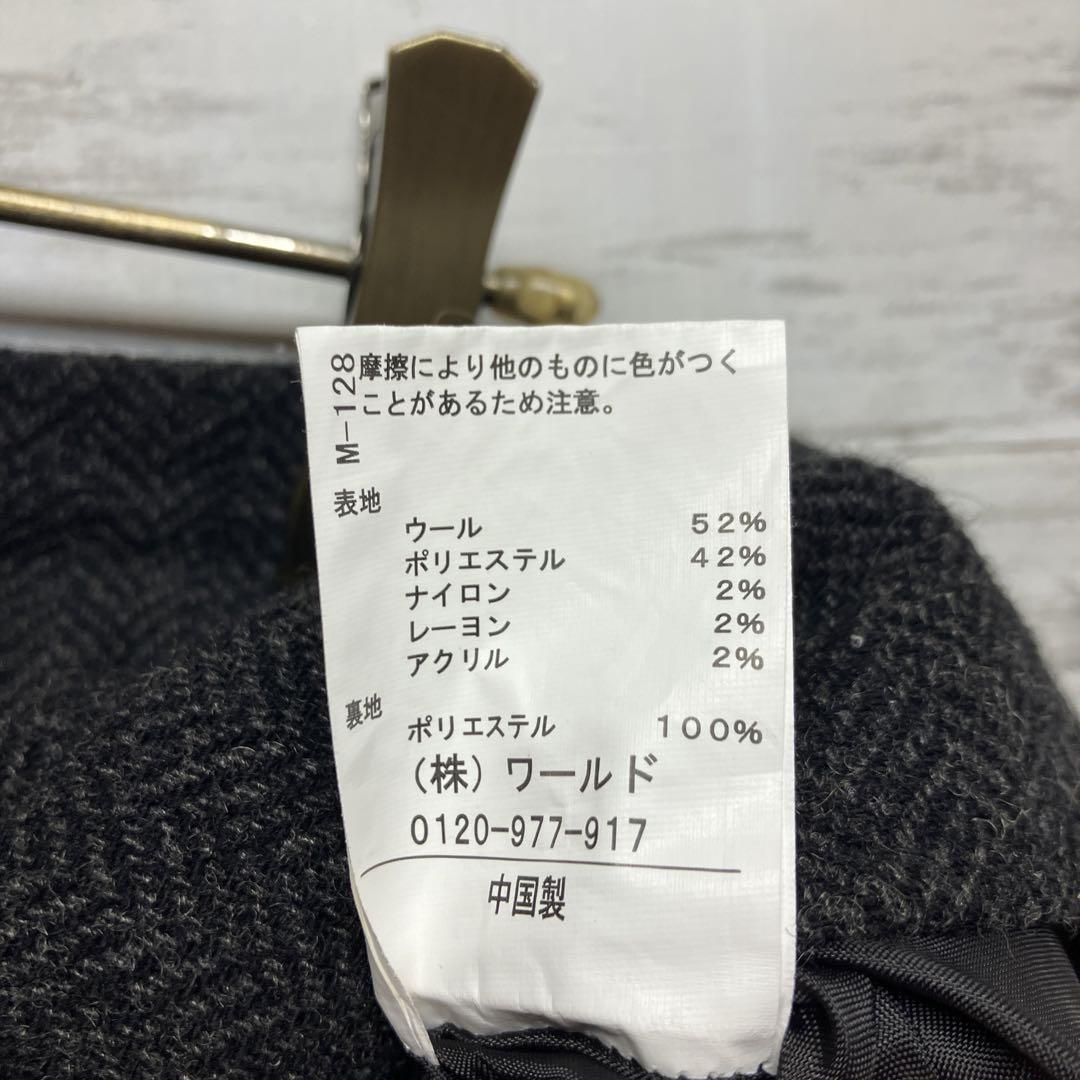 M-128
摩擦により他のものに色がつく
ことがあるため注意。
表地
ウール 52%
ポリエステル 42%
ナイロン 2%
レーヨン 2%
アクリル 2%
裏地
ポリエステル 100%
(株)ワールド
0120-977-917
中国製